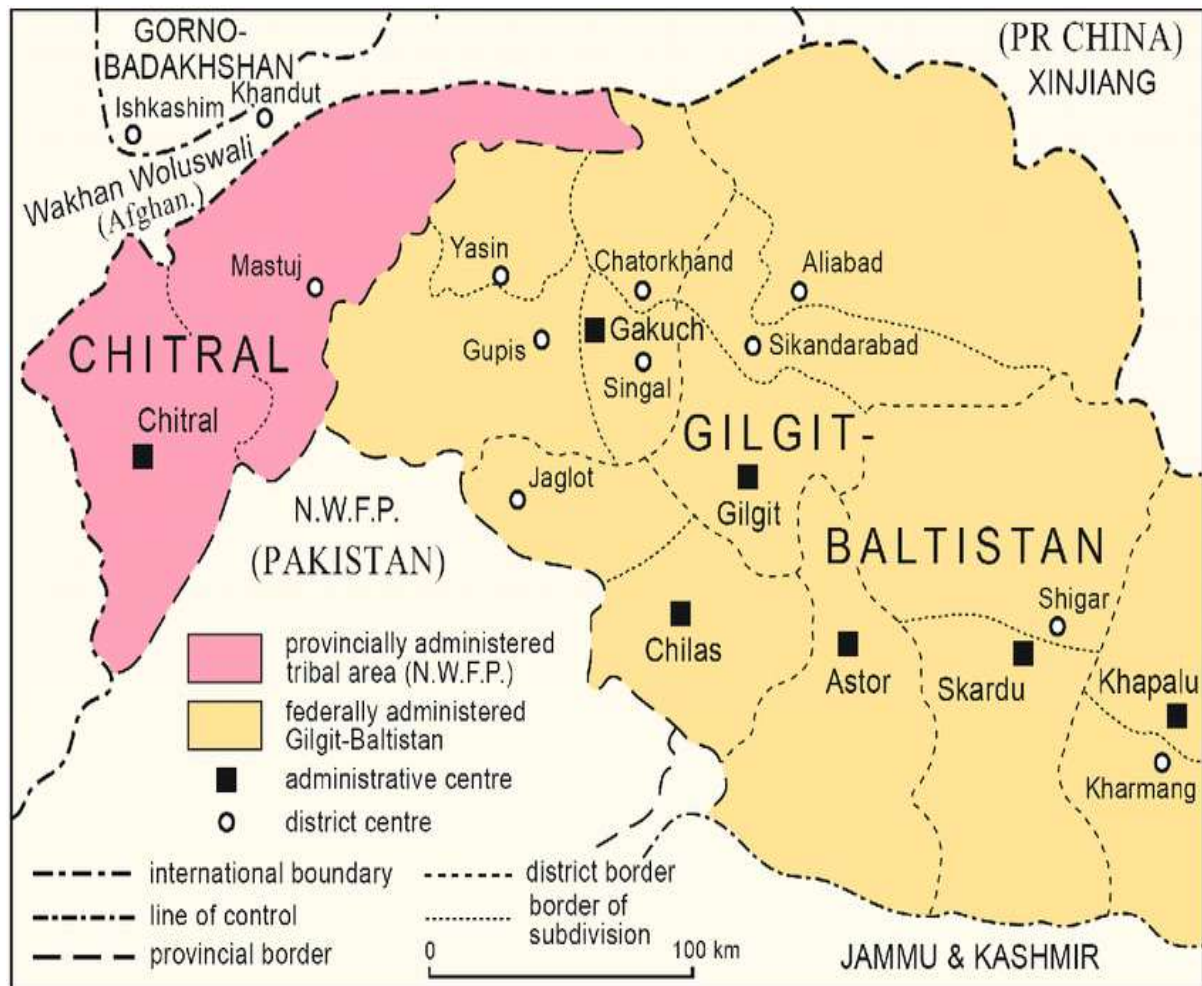 GORNO-
BADAKHSHAN
Ishkashim
Khandut
Wakhan Woluswali
(Afghan.)
(PR CHINA)
XINJIANG
Mastuj
Yasin
Chatorkhand
Aliabad
CHITRAL
Gupis
Gakuch
Sikandarabad
Singal
Chitral
GILGIT-
Jaglot
Gilgit
N.W.F.P.
(PAKISTAN)
BALTISTAN
Shigar
Chilas
Astor
Skardu
Khapalu
Kharmang
provincially administered
tribal area (N.W.F.P.)
federally administered
Gilgit-Baltistan
administrative centre
district centre
international boundary
line of control
provincial border
district border
border of
subdivision
0 100 km
JAMMU & KASHMIR